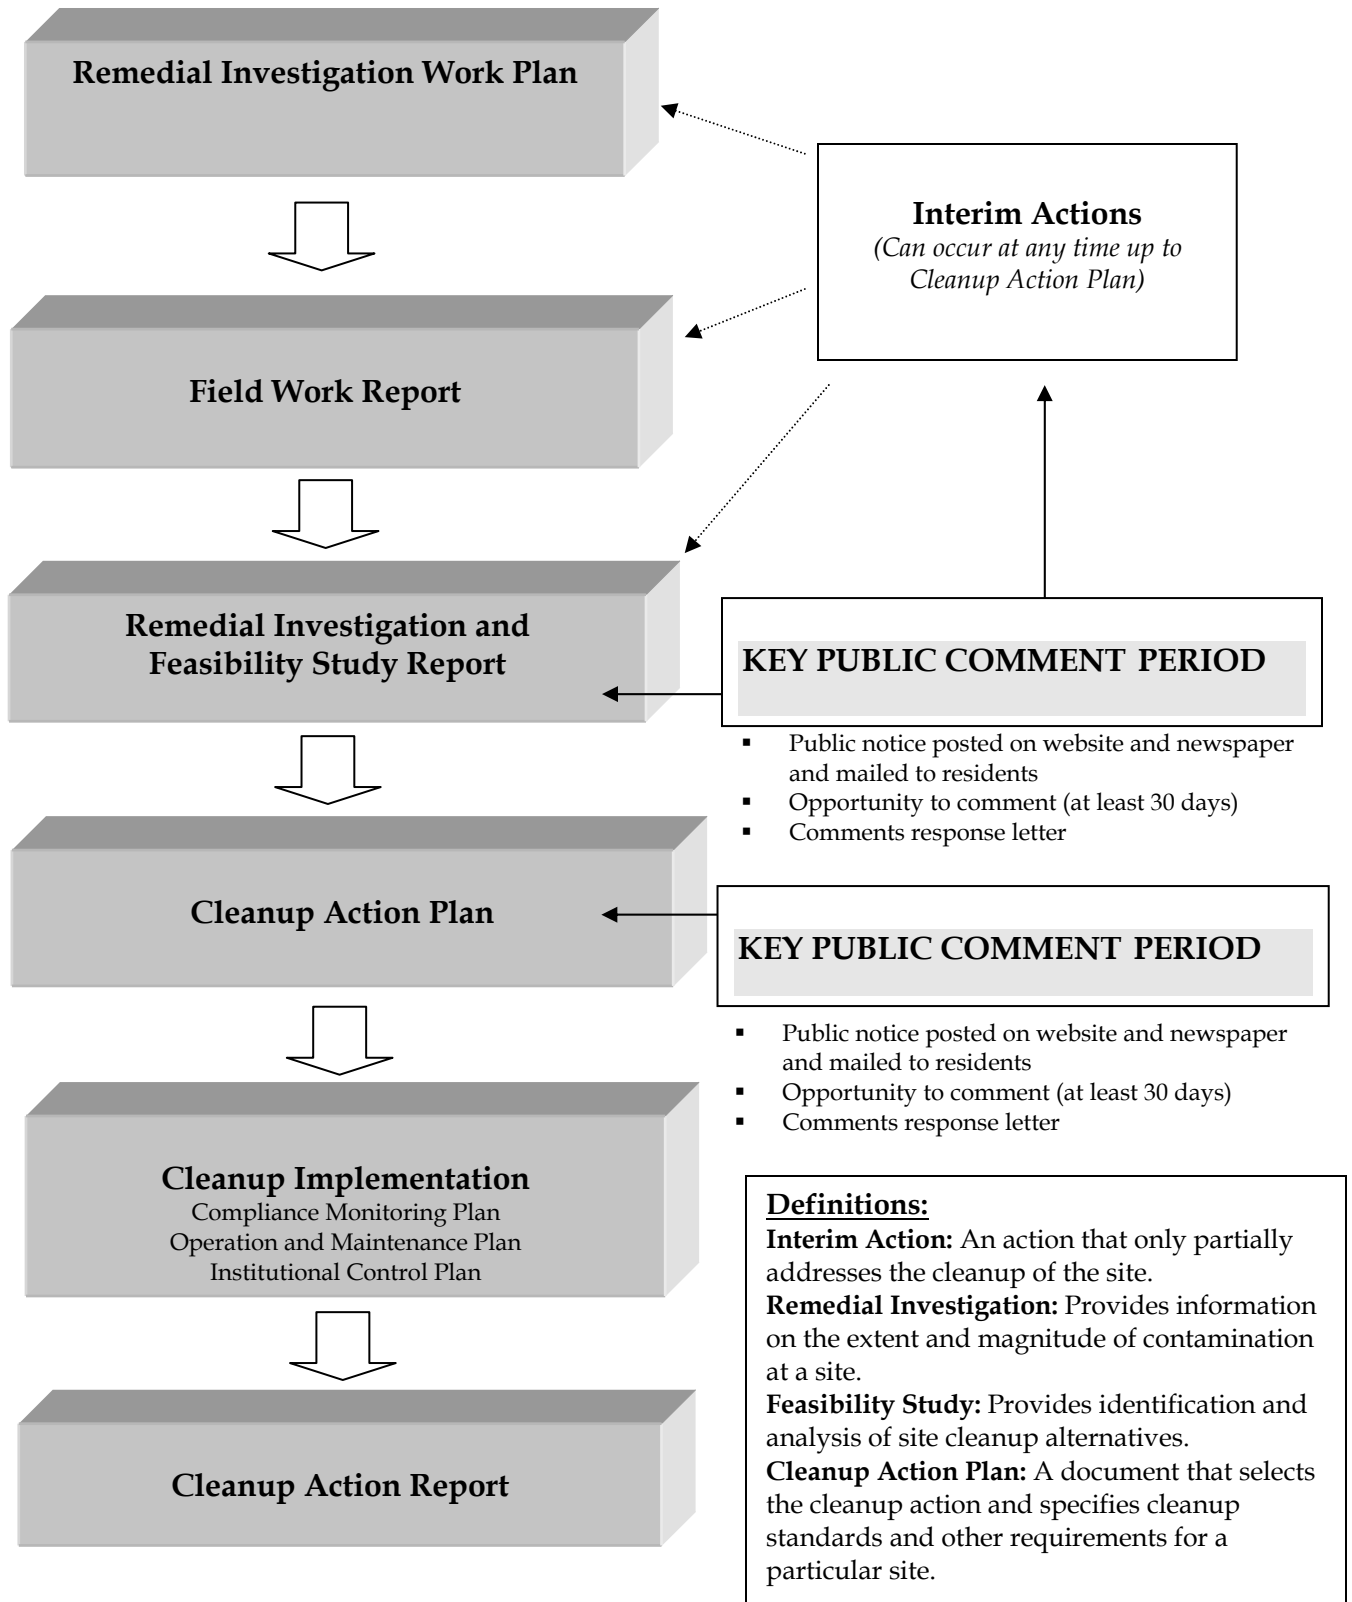 Remedial Investigation Work Plan
Interim Actions
(Can occur at any time up to
Cleanup Action Plan)
Field Work Report
Remedial Investigation and
Feasibility Study Report
KEY PUBLIC COMMENT PERIOD
▪ Public notice posted on website and newspaper
and mailed to residents
▪ Opportunity to comment (at least 30 days)
▪ Comments response letter
Cleanup Action Plan
KEY PUBLIC COMMENT PERIOD
▪ Public notice posted on website and newspaper
and mailed to residents
▪ Opportunity to comment (at least 30 days)
▪ Comments response letter
Cleanup Implementation
Compliance Monitoring Plan
Operation and Maintenance Plan
Institutional Control Plan
Cleanup Action Report
Definitions:
Interim Action: An action that only partially
addresses the cleanup of the site.
Remedial Investigation: Provides information
on the extent and magnitude of contamination
at a site.
Feasibility Study: Provides identification and
analysis of site cleanup alternatives.
Cleanup Action Plan: A document that selects
the cleanup action and specifies cleanup
standards and other requirements for a
particular site.